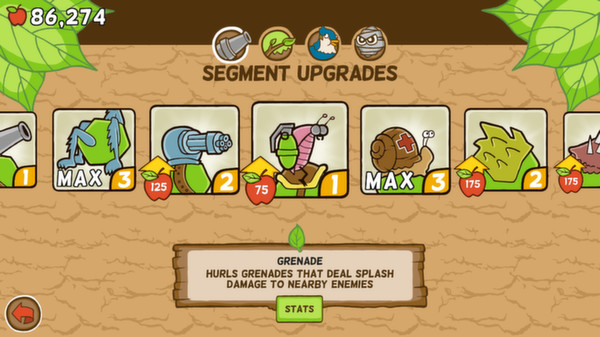 86,274
SEGMENT UPGRADES
1
MAX 3
125 2
75 1
MAX 3
175 2
175
GRENADE
HURLS GRENADES THAT DEAL SPLASH
DAMAGE TO NEARBY ENEMIES
STATS